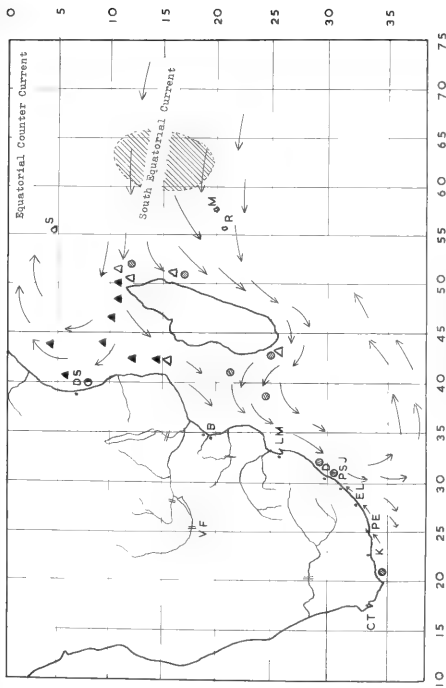 Equatorial Counter Current
0
5
S
DS
10
South Equatorial Current
15
VF
B
M
20
R
LM
25
D
30
PSJ
EL
CT
K
PE
35
10
15
20
25
30
35
40
45
50
55
60
65
70
75